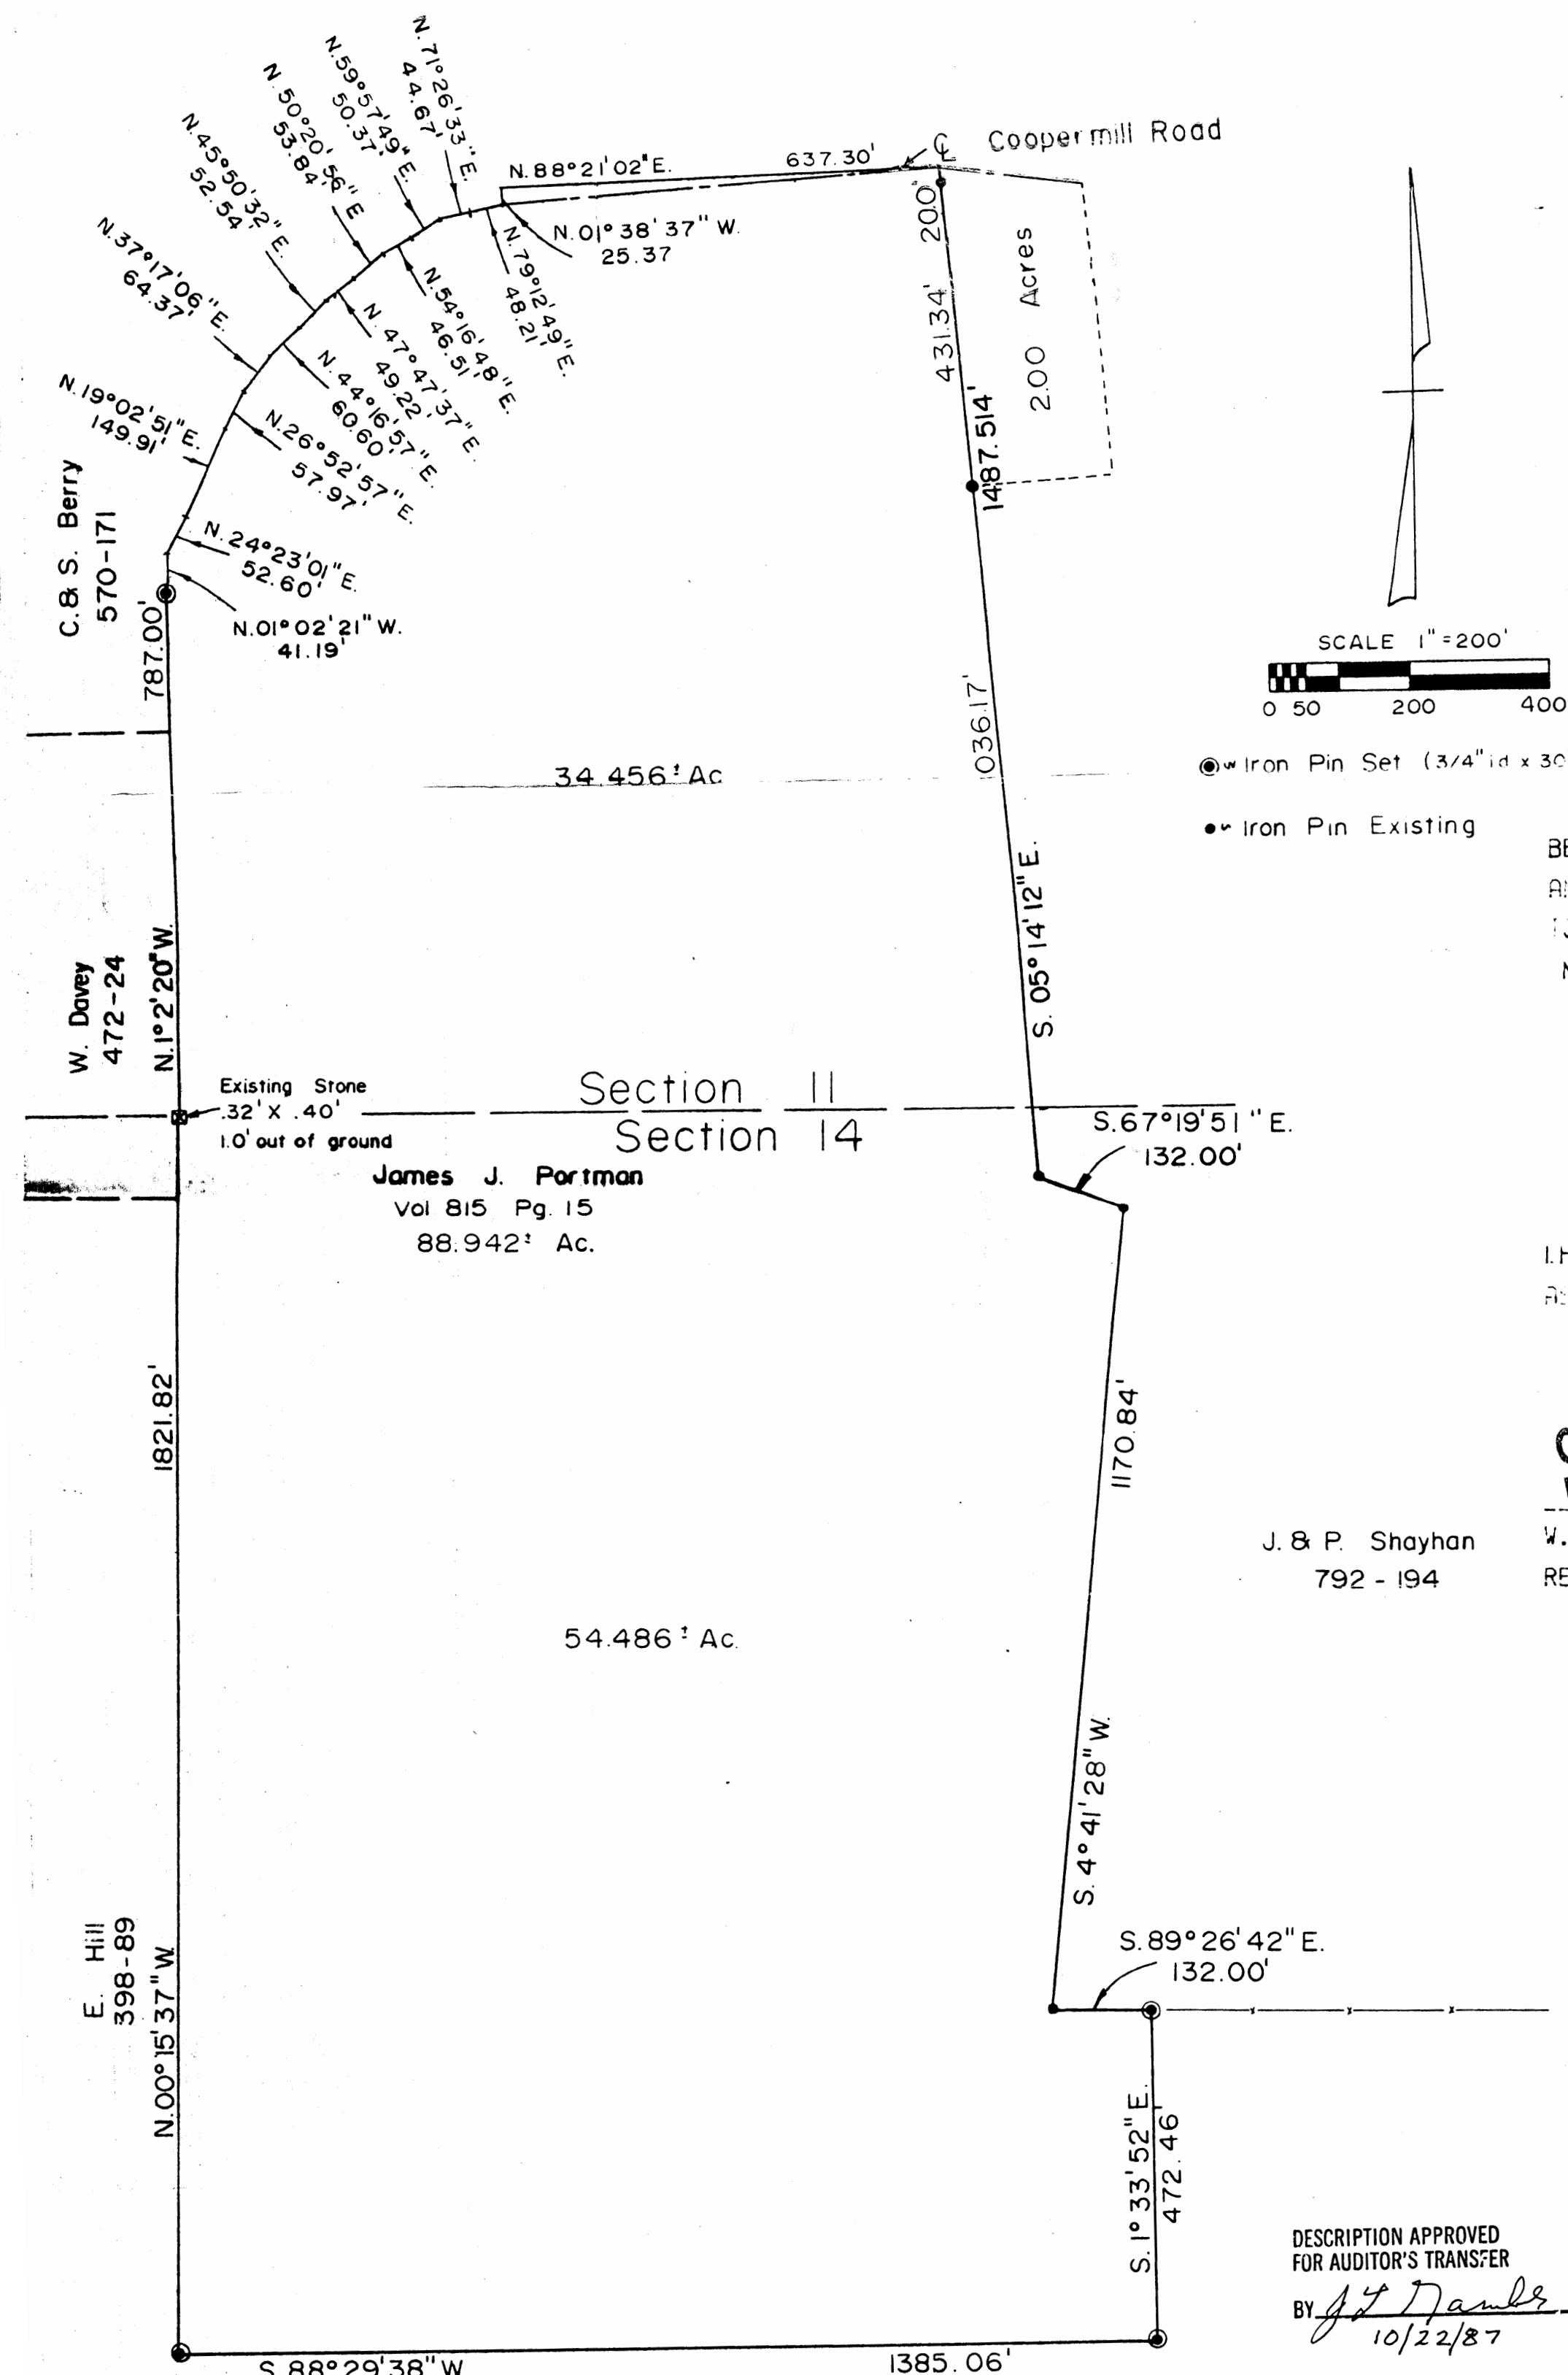 N.71°26'33"E.
44.67'
N.59°57'49"E.
50.37'
N.50°20'56"E
53.84'
N.45°50'32"E.
52.54'
N.37°17'06"E.
64.37'
N.19°02'51"E.
149.91'
N.88°21'02"E.
637.30'
℄ Coopermill Road
N.01°38'37"W.
25.37
N.79°12'49"E.
48.21'
N.54°16'48"E.
46.51'
N.47°47'37"E.
49.22'
N.44°16'57"E.
60.60'
N.26°52'57"E.
57.97'
N.24°23'01"E.
52.60'
N.01°02'21"W.
41.19'
20.0'
431.34'
2.00 Acres
1487.514'
C.& S. Berry
570-171
787.00'
SCALE 1"=200'
0 50 200 400
Iron Pin Set (3/4"id x 30
Iron Pin Existing
34.456± Ac
036.17'
S. 05°14'12"E.
W. Davey
472-24
N.1°2'20"W.
Existing Stone
.32' X .40'
1.0' out of ground
Section 11
Section 14
S.67°19'51"E.
132.00'
James J. Portman
Vol 815 Pg. 15
88.942± Ac.
1821.82'
1170.84'
J. & P. Shayhan
792 - 194
W.
RE
54.486± Ac.
S. 4°41'28"W.
E. Hill
398-89
N.00°15'37"W.
S.89°26'42"E.
132.00'
S.1°33'52"E.
472.46
DESCRIPTION APPROVED
FOR AUDITOR'S TRANSFER
BY
10/22/87
S.88°29'38"W
1385.06'